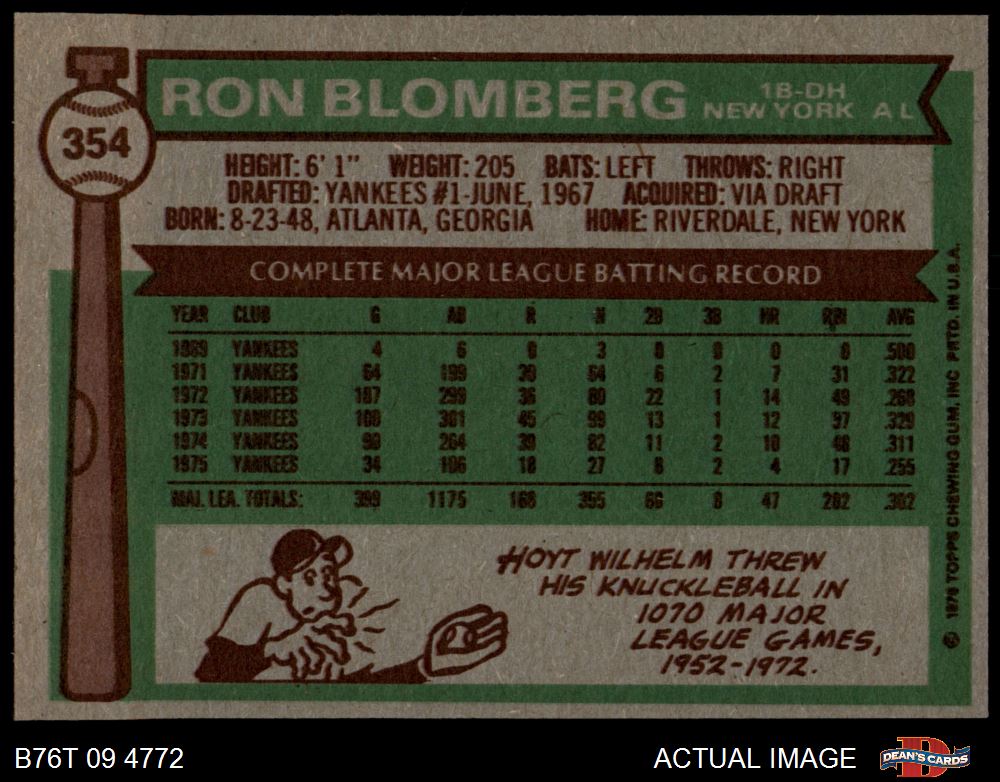 RON BLOMBERG
1B-DH
NEW YORK A L
354
HEIGHT: 6' 1" WEIGHT: 205 BATS: LEFT THROWS: RIGHT
DRAFTED: YANKEES #1-JUNE, 1967 ACQUIRED: VIA DRAFT
BORN: 8-23-48, ATLANTA, GEORGIA HOME: RIVERDALE, NEW YORK
COMPLETE MAJOR LEAGUE BATTING RECORD
YEAR CLUB G AB R H 2B 3B HR RBI AVG
1969 YANKEES 4 6 0 3 0 0 0 0 .500
1971 YANKEES 64 199 30 64 6 2 7 31 .322
1972 YANKEES 107 299 36 80 22 1 14 49 .268
1973 YANKEES 100 301 45 99 13 1 12 57 .329
1974 YANKEES 90 264 39 82 11 2 10 48 .311
1975 YANKEES 34 106 18 27 8 2 4 17 .255
MAJ. LEA. TOTALS: 399 1175 168 355 60 8 47 202 .302
HOYT WILHELM THREW
HIS KNUCKLEBALL IN
1070 MAJOR
LEAGUE GAMES,
1952-1972.
© 1976 TOPPS CHEWING GUM, INC PRTD. IN U.S.A.
B76T 09 4772 ACTUAL IMAGE
DEAN'S CARDS